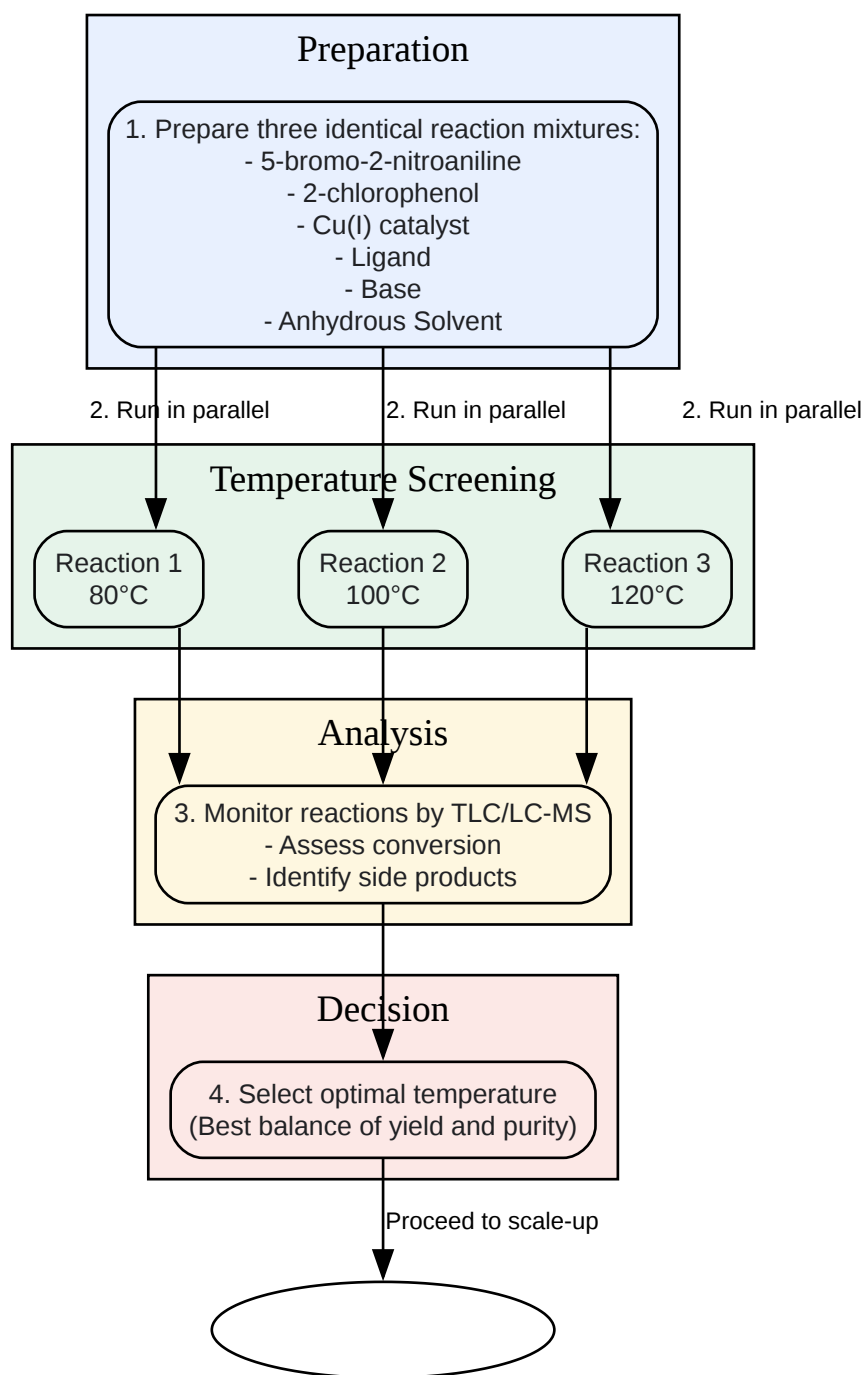 Preparation
1. Prepare three identical reaction mixtures:
- 5-bromo-2-nitroaniline
- 2-chlorophenol
- Cu(I) catalyst
- Ligand
- Base
- Anhydrous Solvent
2. Run in parallel
2. Run in parallel
2. Run in parallel
Temperature Screening
Reaction 1
80°C
Reaction 2
100°C
Reaction 3
120°C
Analysis
3. Monitor reactions by TLC/LC-MS
- Assess conversion
- Identify side products
Decision
4. Select optimal temperature
(Best balance of yield and purity)
Proceed to scale-up